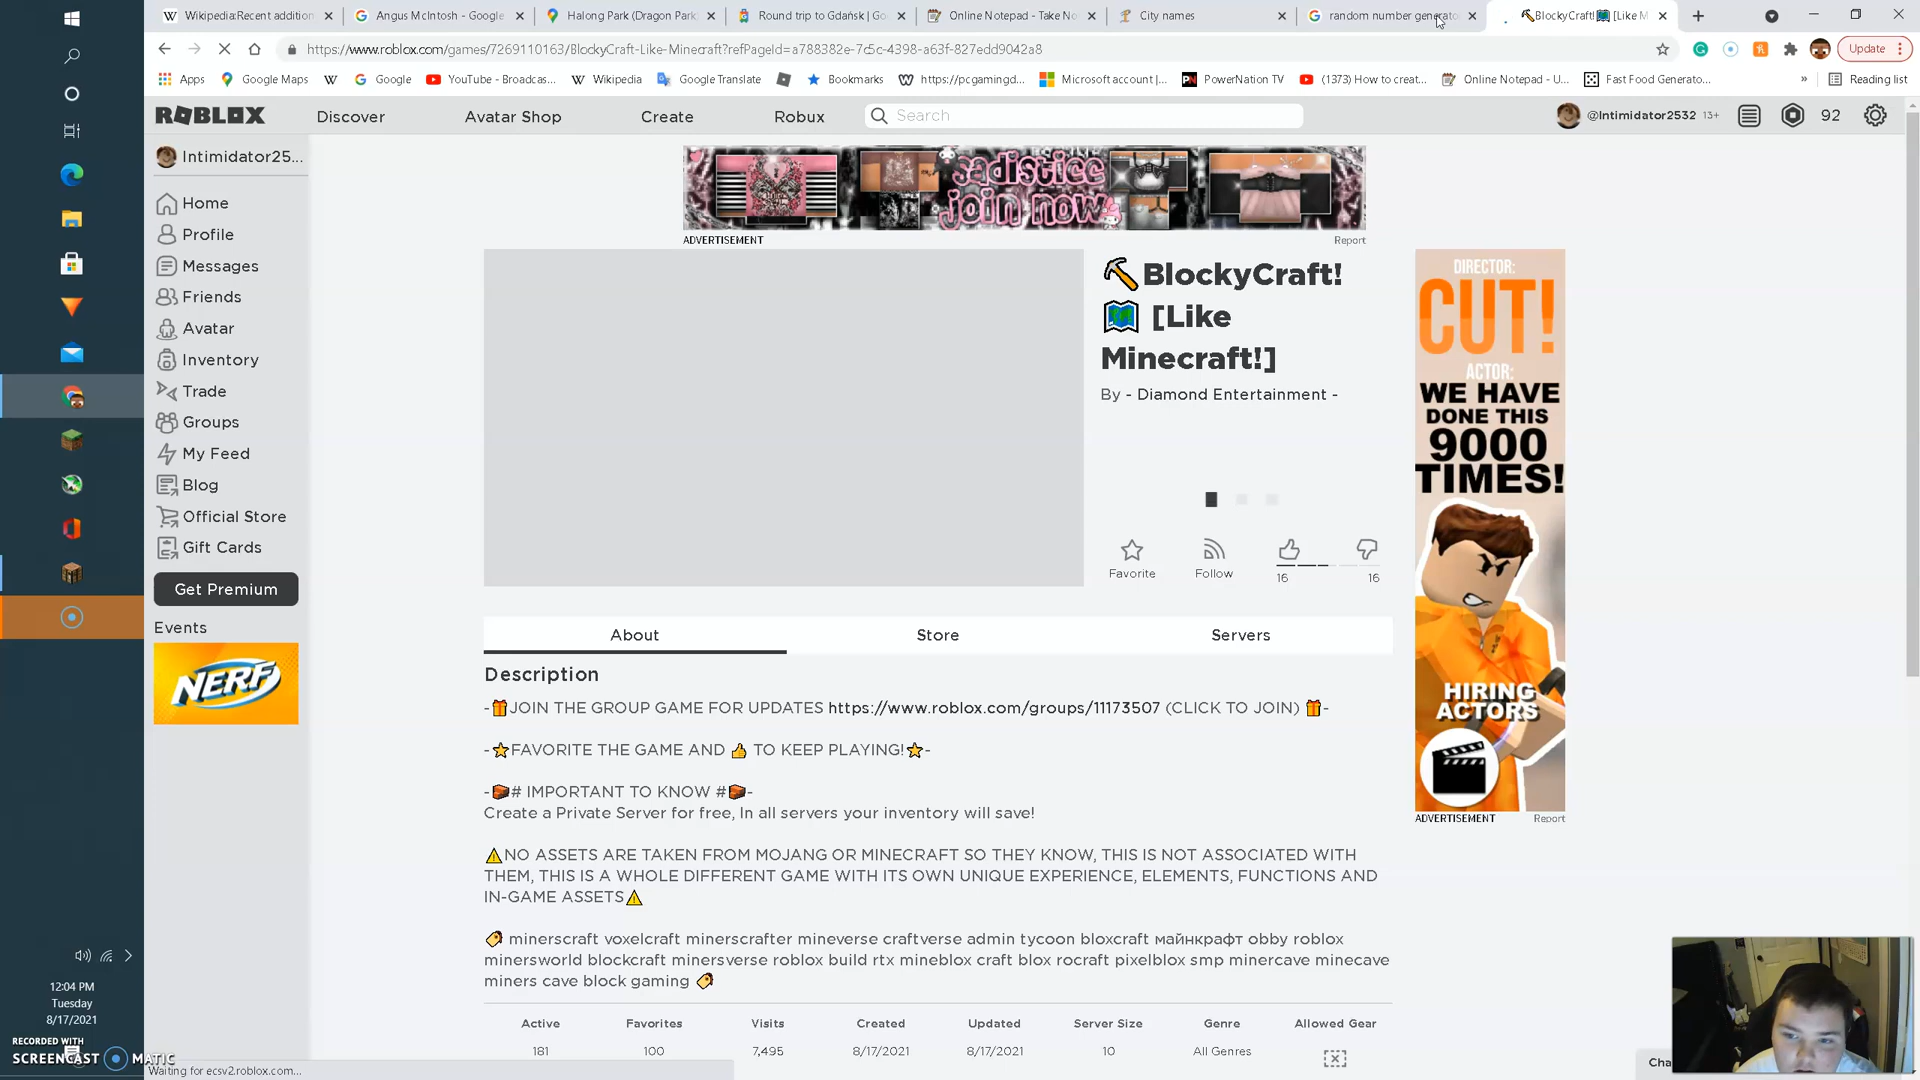 Wikipedia:Recent addition
Angus McIntosh - Google
Halong Park (Dragon Park
Round trip to Gdańsk | Go
Online Notepad - Take No
City names
random number generato
BlockyCraft! [Like M
https://www.roblox.com/games/7269110163/BlockyCraft-Like-Minecraft?refPageId=a788382e-7c5c-4398-a63f-827edd9042a8
Update
Apps
Google Maps
Google
YouTube - Broadcas...
Wikipedia
Google Translate
Bookmarks
https://pcgamingd...
Microsoft account |...
PowerNation TV
(1373) How to creat...
Online Notepad - U...
Fast Food Generato...
»
Reading list
ROBLOX
Discover
Avatar Shop
Create
Robux
Search
@Intimidator2532 13+
92
Intimidator25...
Home
Profile
Messages
Friends
Avatar
Inventory
Trade
Groups
My Feed
Blog
Official Store
Gift Cards
Get Premium
Events
NERF
sadistice
join now
ADVERTISEMENT
Report
🔨BlockyCraft!
🗺️ [Like
Minecraft!]
By - Diamond Entertainment -
Favorite
Follow
16
16
DIRECTOR:
CUT!
ACTOR:
WE HAVE
DONE THIS
9000
TIMES!
HIRING
ACTORS
ADVERTISEMENT
Report
About
Store
Servers
Description
-🎁JOIN THE GROUP GAME FOR UPDATES https://www.roblox.com/groups/11173507 (CLICK TO JOIN) 🎁-
-⭐FAVORITE THE GAME AND 👍 TO KEEP PLAYING!⭐-
-🧱# IMPORTANT TO KNOW #🧱-
Create a Private Server for free, In all servers your inventory will save!
⚠️NO ASSETS ARE TAKEN FROM MOJANG OR MINECRAFT SO THEY KNOW, THIS IS NOT ASSOCIATED WITH
THEM, THIS IS A WHOLE DIFFERENT GAME WITH ITS OWN UNIQUE EXPERIENCE, ELEMENTS, FUNCTIONS AND
IN-GAME ASSETS⚠️
🏷️ minerscraft voxelcraft minerscrafter mineverse craftverse admin tycoon bloxcraft майнкрафт obby roblox
minersworld blockcraft minersverse roblox build rtx mineblox craft blox rocraft pixelblox smp minercave minecave
miners cave block gaming 🏷️
Active
Favorites
Visits
Created
Updated
Server Size
Genre
Allowed Gear
181
100
7,495
8/17/2021
8/17/2021
10
All Genres
Cha
12:04 PM
Tuesday
8/17/2021
RECORDED WITH
SCREENCAST MATIC
Waiting for ecsv2.roblox.com...